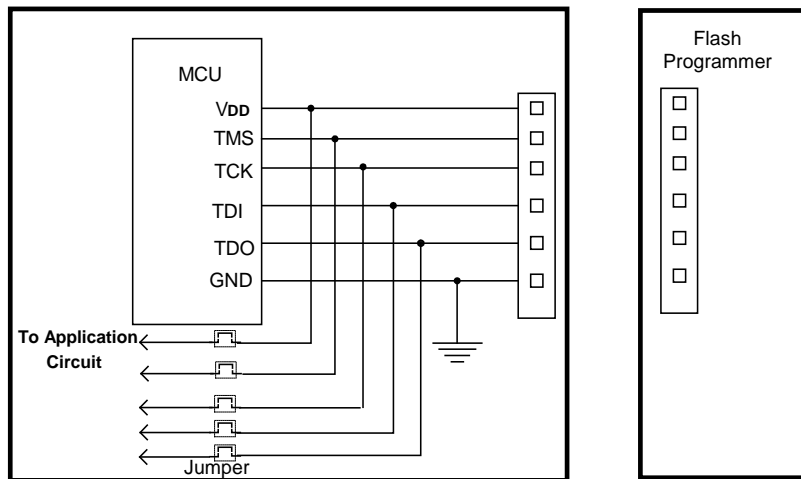 MCU
VDD
TMS
TCK
TDI
TDO
GND
To Application
Circuit
Jumper
Flash
Programmer